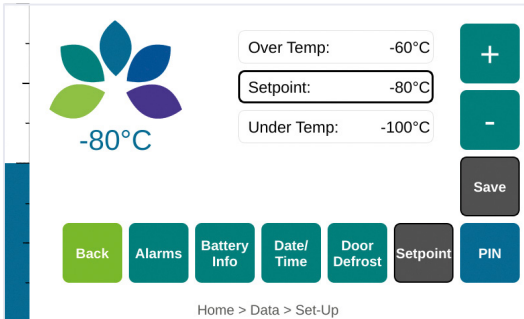 Over Temp: -60°C
+
Setpoint: -80°C
Under Temp: -100°C
-
-80°C
Save
Back
Alarms
Battery
Info
Date/
Time
Door
Defrost
Setpoint
PIN
Home > Data > Set-Up